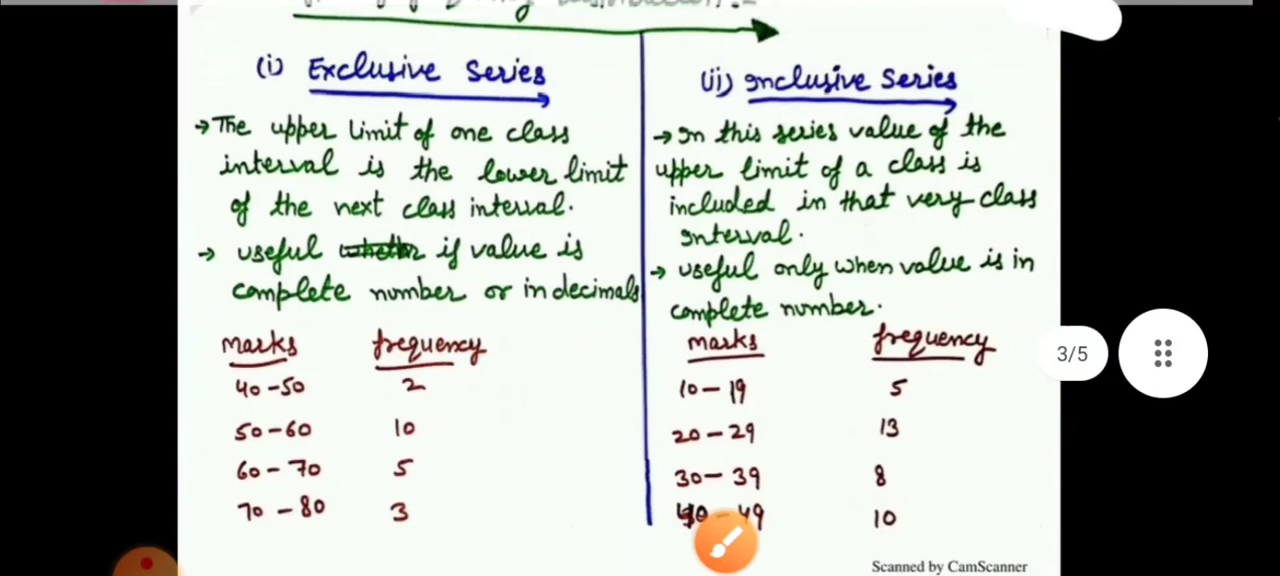 (i) Exclusive Series
→ The upper limit of one class
interval is the lower limit
of the next class interval.
→ useful if value is
complete number or in decimals
marks frequency
40-50 2
50-60 10
60-70 5
70-80 3
(ii) Inclusive Series
→ In this series value of the
upper limit of a class is
included in that very class
Interval.
→ useful only when value is in
complete number.
marks frequency
10-19 5
20-29 13
30-39 8
40-49 10
3/5
Scanned by CamScanner